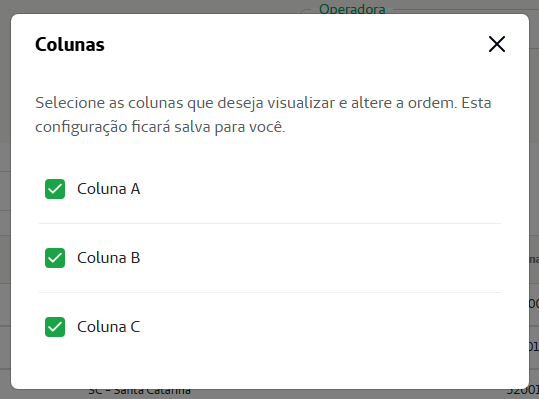 Operadora
Colunas
Selecione as colunas que deseja visualizar e altere a ordem. Esta
configuração ficará salva para você.
Coluna A
Coluna B
Coluna C
SC - Santa Catarina